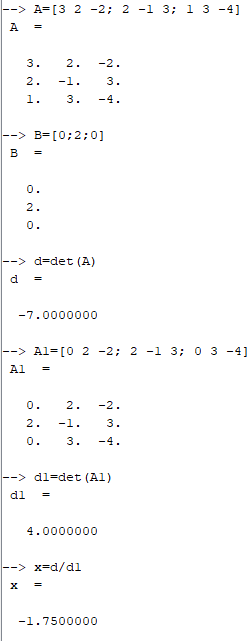 --> A=[3 2 -2; 2 -1 3; 1 3 -4]
A  =
3.   2.  -2.
2.  -1.   3.
1.   3.  -4.
--> B=[0;2;0]
B  =
0.
2.
0.
--> d=det(A)
d  =
-7.0000000
--> A1=[0 2 -2; 2 -1 3; 0 3 -4]
A1  =
0.   2.  -2.
2.  -1.   3.
0.   3.  -4.
--> d1=det(A1)
d1  =
4.0000000
--> x=d/d1
x  =
-1.7500000